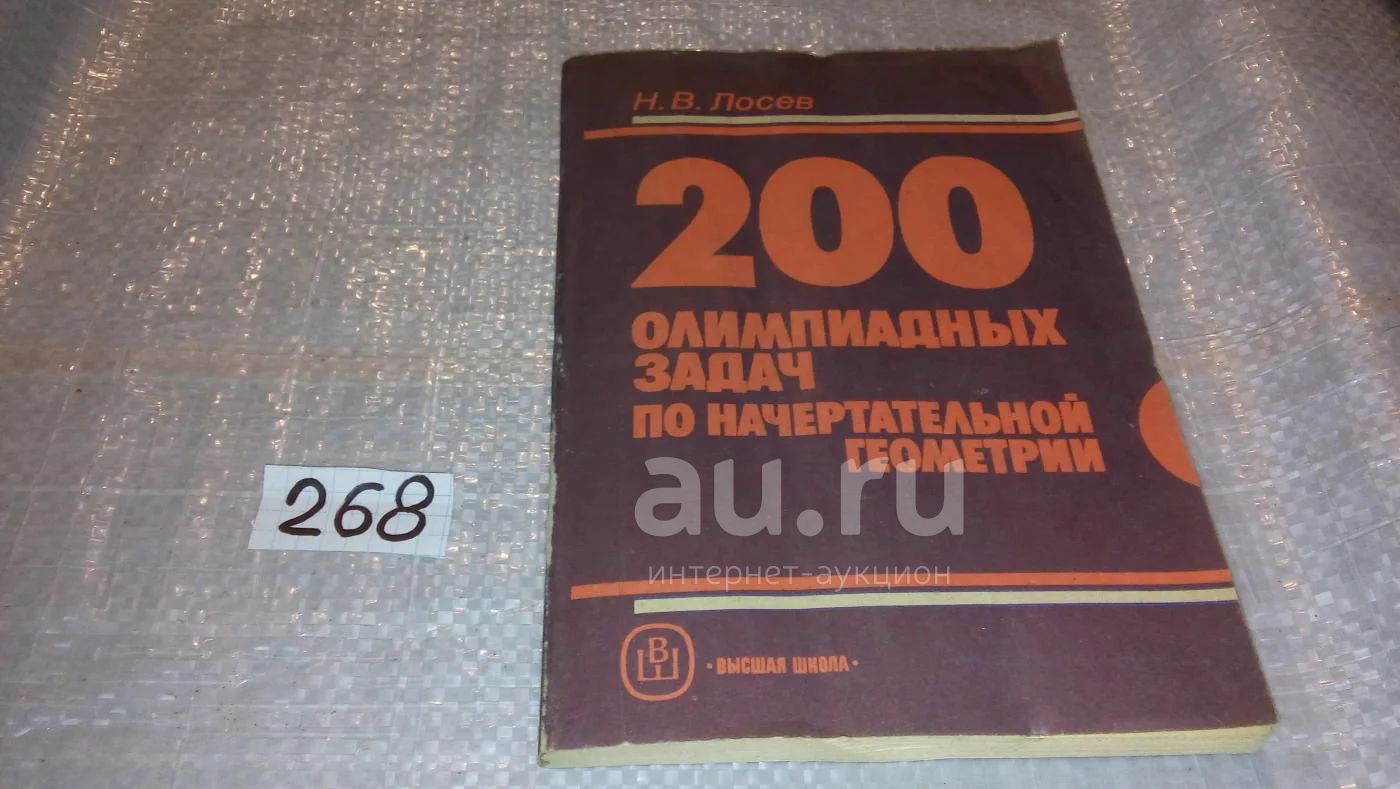 Н. В. Лосев
200
ОЛИМПИАДНЫХ
ЗАДАЧ
ПО НАЧЕРТАТЕЛЬНОЙ
ГЕОМЕТРИИ
au.ru
интернет-аукцион
268
ВШ
• ВЫСШАЯ ШКОЛА •